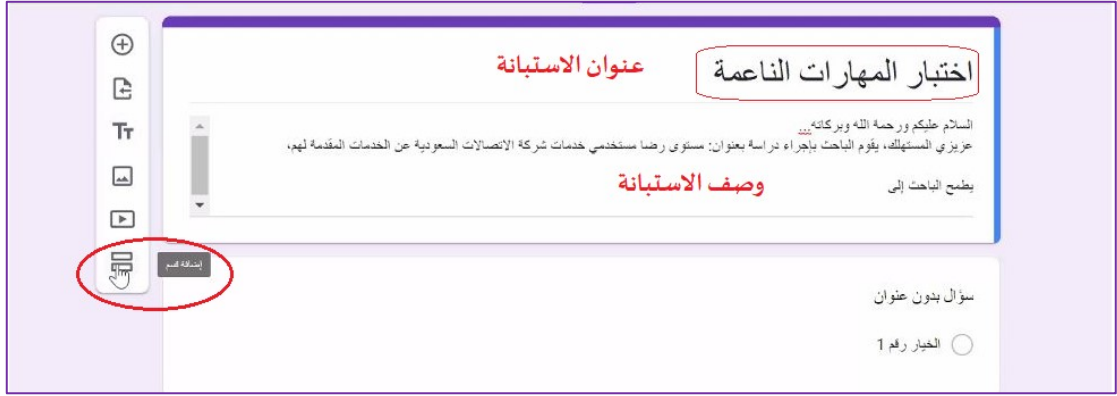 اختبار المهارات الناعمة
عنوان الاستبانة
السلام عليكم ورحمة الله وبركاته...
عزيزي المستهلك، يقوم الباحث بإجراء دراسة بعنوان: مستوى رضا مستخدمي خدمات شركة الاتصالات السعودية عن الخدمات المقدمة لهم،
يطمح الباحث إلى
وصف الاستبانة
Tт
إضافة قسم
سؤال بدون عنوان
الخيار رقم 1